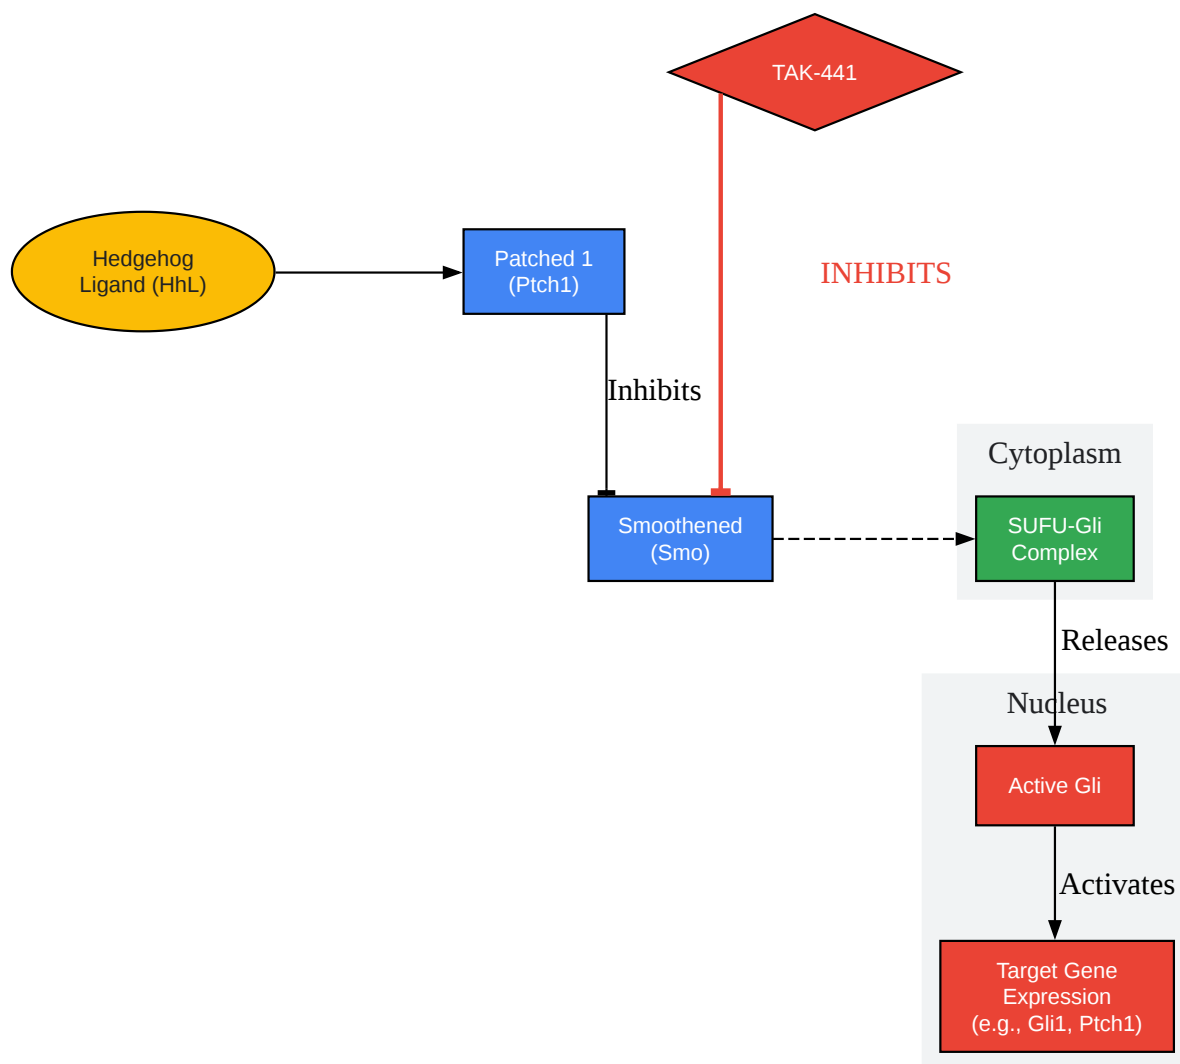 TAK-441
Hedgehog
Ligand (HhL)
Patched 1
(Ptch1)
INHIBITS
Inhibits
Cytoplasm
Smoothened
(Smo)
SUFU-Gli
Complex
Releases
Nucleus
Active Gli
Activates
Target Gene
Expression
(e.g., Gli1, Ptch1)